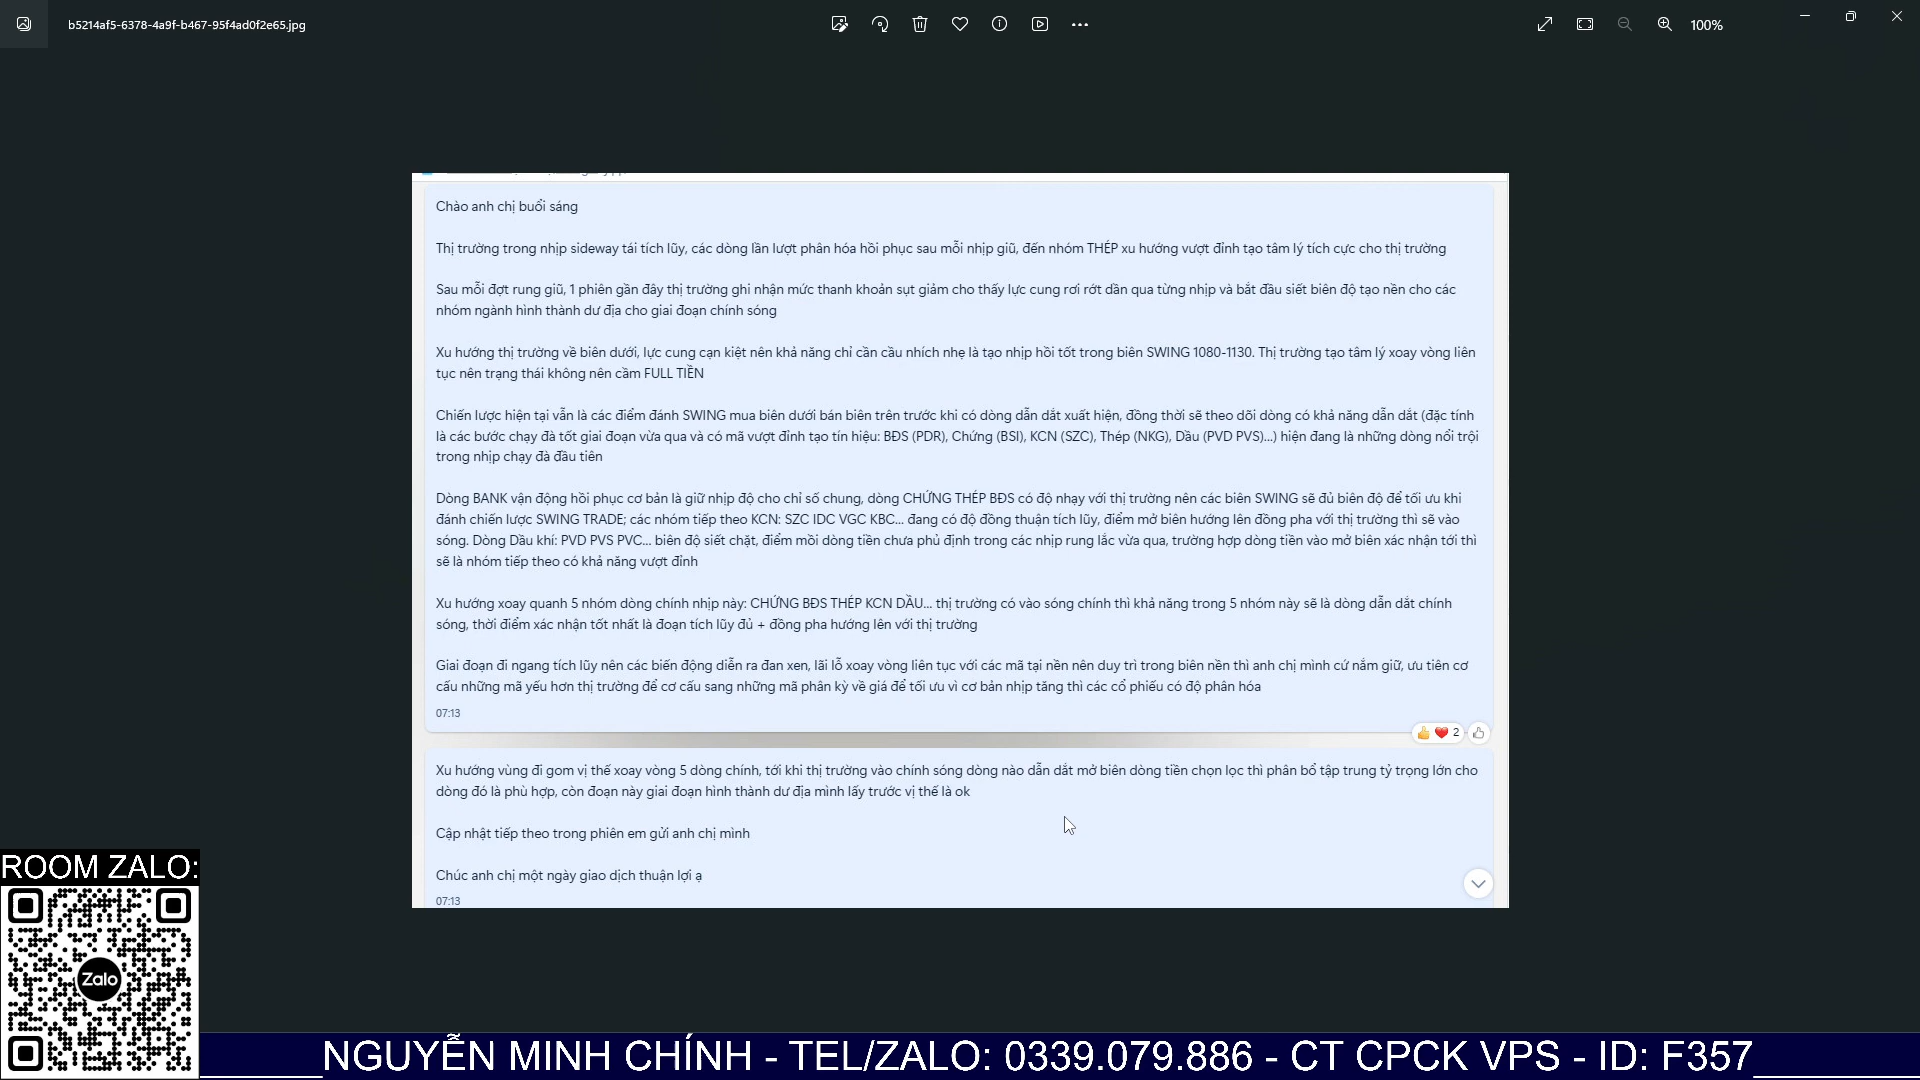 b5214af5-6378-4a9f-b467-95f4ad0f2e65.jpg
100%
Chào anh chị buổi sáng
Thị trường trong nhịp sideway tái tích lũy, các dòng lần lượt phân hóa hồi phục sau mỗi nhịp giũ, đến nhóm THÉP xu hướng vượt đỉnh tạo tâm lý tích cực cho thị trường
Sau mỗi đợt rung giũ, 1 phiên gần đây thị trường ghi nhận mức thanh khoản sụt giảm cho thấy lực cung rơi rớt dần qua từng nhịp và bắt đầu siết biên độ tạo nền cho các
nhóm ngành hình thành dư địa cho giai đoạn chính sóng
Xu hướng thị trường về biên dưới, lực cung cạn kiệt nên khả năng chỉ cần cầu nhích nhẹ là tạo nhịp hồi tốt trong biên SWING 1080-1130. Thị trường tạo tâm lý xoay vòng liên
tục nên trạng thái không nên cầm FULL TIỀN
Chiến lược hiện tại vẫn là các điểm đánh SWING mua biên dưới bán biên trên trước khi có dòng dẫn dắt xuất hiện, đồng thời sẽ theo dõi dòng có khả năng dẫn dắt (đặc tính
là các bước chạy đà tốt giai đoạn vừa qua và có mã vượt đỉnh tạo tín hiệu: BĐS (PDR), Chứng (BSI), KCN (SZC), Thép (NKG), Dầu (PVD PVS)...) hiện đang là những dòng nổi trội
trong nhịp chạy đà đầu tiên
Dòng BANK vận động hồi phục cơ bản là giữ nhịp độ cho chỉ số chung, dòng CHỨNG THÉP BĐS có độ nhạy với thị trường nên các biên SWING sẽ đủ biên độ để tối ưu khi
đánh chiến lược SWING TRADE; các nhóm tiếp theo KCN: SZC IDC VGC KBC... đang có độ đồng thuận tích lũy, điểm mở biên hướng lên đồng pha với thị trường thì sẽ vào
sóng. Dòng Dầu khí: PVD PVS PVC... biên độ siết chặt, điểm mồi dòng tiền chưa phủ định trong các nhịp rung lắc vừa qua, trường hợp dòng tiền vào mở biên xác nhận tới thì
sẽ là nhóm tiếp theo có khả năng vượt đỉnh
Xu hướng xoay quanh 5 nhóm dòng chính nhịp này: CHỨNG BĐS THÉP KCN DẦU... thị trường có vào sóng chính thì khả năng trong 5 nhóm này sẽ là dòng dẫn dắt chính
sóng, thời điểm xác nhận tốt nhất là đoạn tích lũy đủ + đồng pha hướng lên với thị trường
Giai đoạn đi ngang tích lũy nên các biến động diễn ra đan xen, lãi lỗ xoay vòng liên tục với các mã tại nền nên duy trì trong biên nền thì anh chị mình cứ nắm giữ, ưu tiên cơ
cấu những mã yếu hơn thị trường để cơ cấu sang những mã phân kỳ về giá để tối ưu vì cơ bản nhịp tăng thì các cổ phiếu có độ phân hóa
07:13
2
Xu hướng vùng đi gom vị thế xoay vòng 5 dòng chính, tới khi thị trường vào chính sóng dòng nào dẫn dắt mở biên dòng tiền chọn lọc thì phân bổ tập trung tỷ trọng lớn cho
dòng đó là phù hợp, còn đoạn này giai đoạn hình thành dư địa mình lấy trước vị thế là ok
Cập nhật tiếp theo trong phiên em gửi anh chị mình
Chúc anh chị một ngày giao dịch thuận lợi ạ
07:13
ROOM ZALO:
Zalo
NGUYỄN MINH CHÍNH - TEL/ZALO: 0339.079.886 - CT CPCK VPS - ID: F357